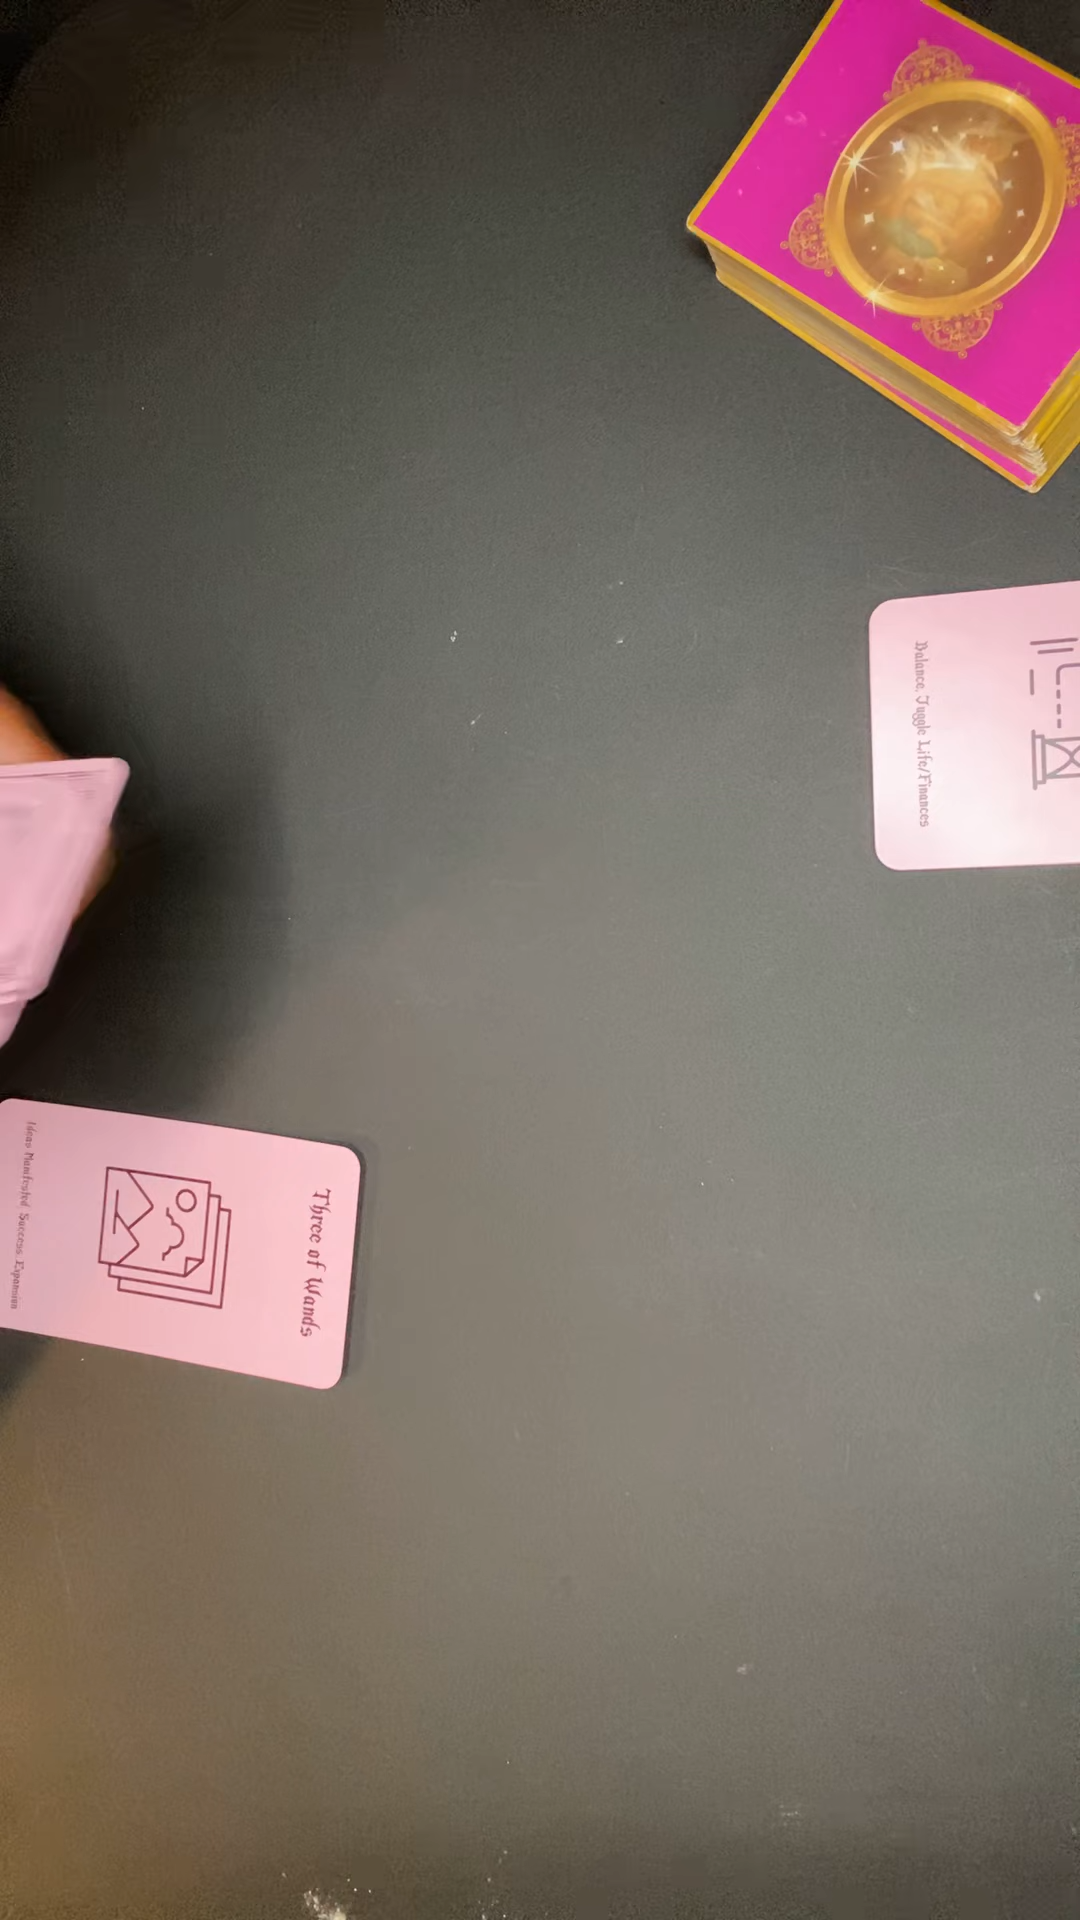 Balance, Juggle Life/Finances
Three of Wands
Ideas Manifested, Success, Expansion